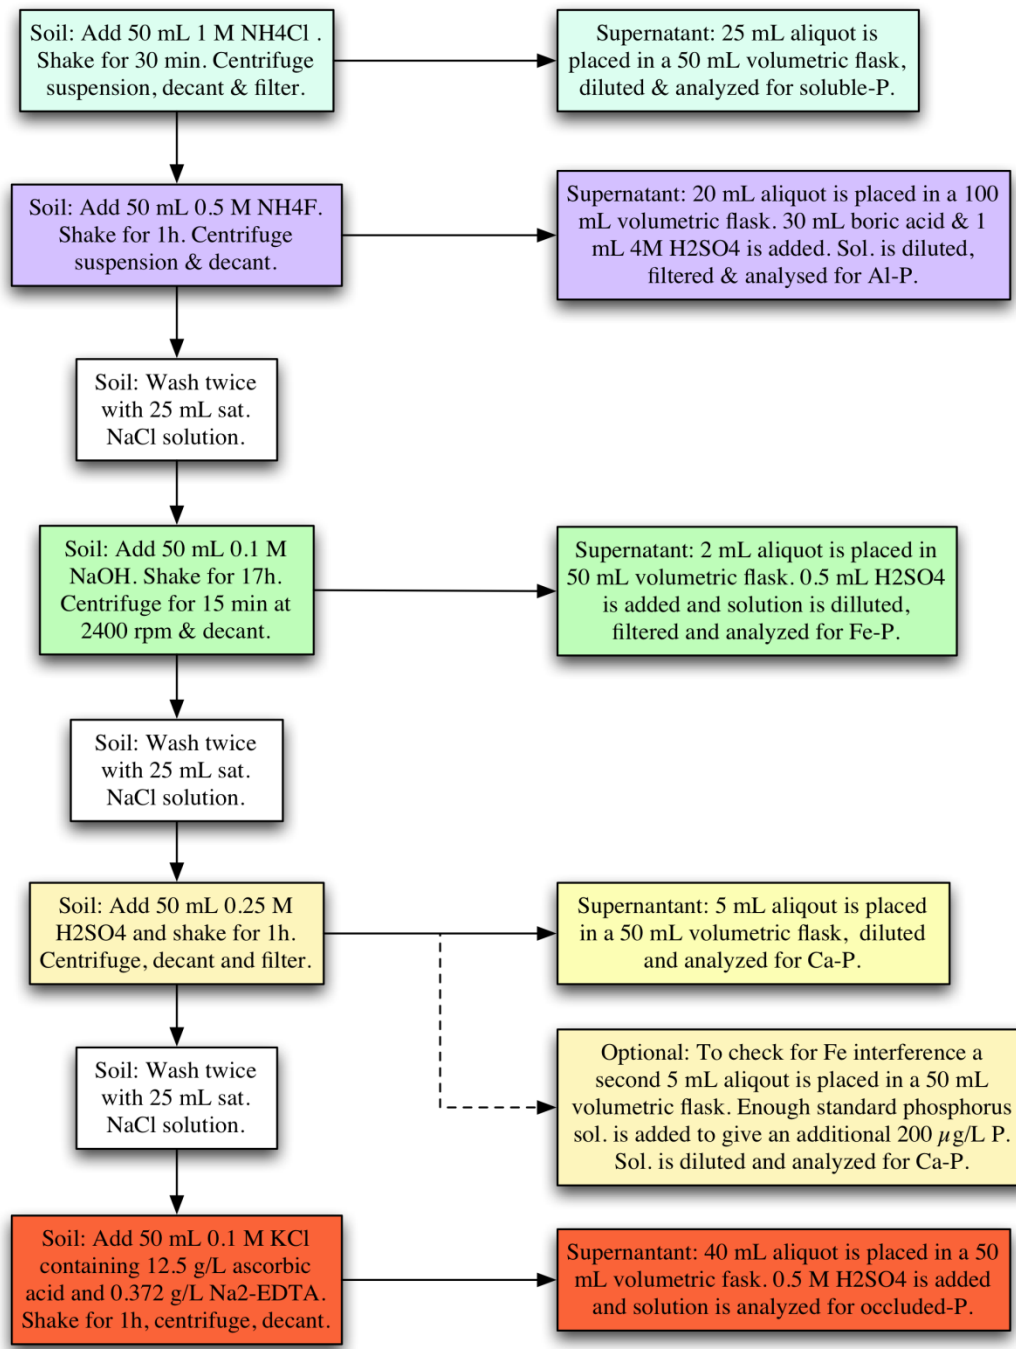 Soil: Add 50 mL 1 M NH4Cl .
Shake for 30 min. Centrifuge
suspension, decant & filter.
Supernatant: 25 mL aliquot is
placed in a 50 mL volumetric flask,
diluted & analyzed for soluble-P.
Soil: Add 50 mL 0.5 M NH4F.
Shake for 1h. Centrifuge
suspension & decant.
Supernatant: 20 mL aliquot is placed in a 100
mL volumetric flask. 30 mL boric acid & 1
mL 4M H2SO4 is added. Sol. is diluted,
filtered & analysed for Al-P.
Soil: Wash twice
with 25 mL sat.
NaCl solution.
Soil: Add 50 mL 0.1 M
NaOH. Shake for 17h.
Centrifuge for 15 min at
2400 rpm & decant.
Supernatant: 2 mL aliquot is placed in
50 mL volumetric flask. 0.5 mL H2SO4
is added and solution is dilluted,
filtered and analyzed for Fe-P.
Soil: Wash twice
with 25 mL sat.
NaCl solution.
Soil: Add 50 mL 0.25 M
H2SO4 and shake for 1h.
Centrifuge, decant and filter.
Supernantant: 5 mL aliqout is placed
in a 50 mL volumetric flask, diluted
and analyzed for Ca-P.
Optional: To check for Fe interference a
second 5 mL aliqout is placed in a 50 mL
volumetric flask. Enough standard phosphorus
sol. is added to give an additional 200 µg/L P.
Sol. is diluted and analyzed for Ca-P.
Soil: Wash twice
with 25 mL sat.
NaCl solution.
Soil: Add 50 mL 0.1 M KCl
containing 12.5 g/L ascorbic
acid and 0.372 g/L Na2-EDTA.
Shake for 1h, centrifuge, decant.
Supernantant: 40 mL aliquot is placed in a 50
mL volumetric fask. 0.5 M H2SO4 is added
and solution is analyzed for occluded-P.